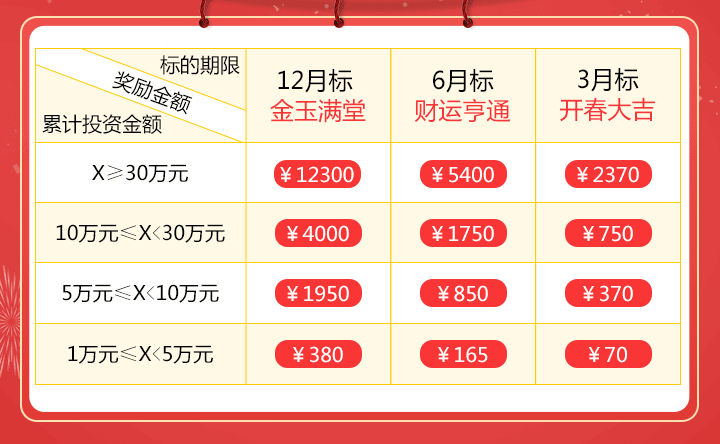 标的期限
奖励金额
累计投资金额
12月标
金玉满堂
6月标
财运亨通
3月标
开春大吉
X≥30万元
¥12300
¥5400
¥2370
10万元≤X<30万元
¥4000
¥1750
¥750
5万元≤X<10万元
¥1950
¥850
¥370
1万元≤X<5万元
¥380
¥165
¥70